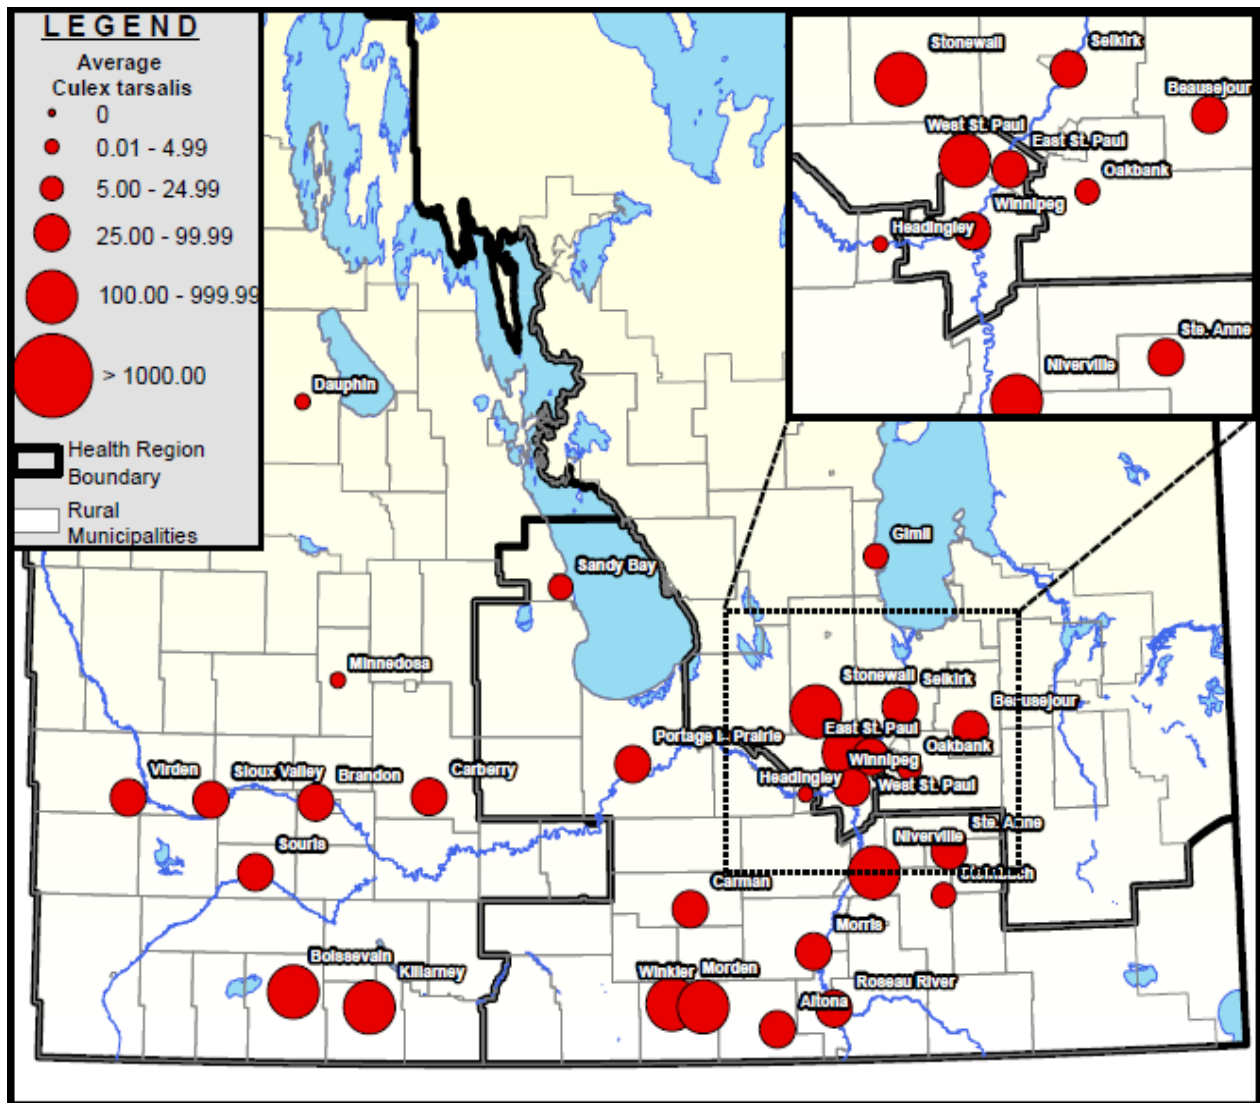 LEGEND
Average
Culex tarsalis
0
0.01 - 4.99
5.00 - 24.99
25.00 - 99.99
100.00 - 999.99
> 1000.00
Health Region
Boundary
Rural
Municipalities
Stonewall
Selkirk
Beausejour
West St. Paul
East St. Paul
Oakbank
Winnipeg
Headingley
Ste. Anne
Niverville
Dauphin
Gimli
Sandy Bay
Minnedosa
Stonewall
Selkirk
Beausejour
East St. Paul
Portage la Prairie
Oakbank
Winnipeg
Virden
Sioux Valley
Brandon
Carberry
Headingley
West St. Paul
Ste. Anne
Niverville
Souris
Steinbach
Carman
Morris
Boissevain
Killarney
Winkler
Morden
Roseau River
Altona